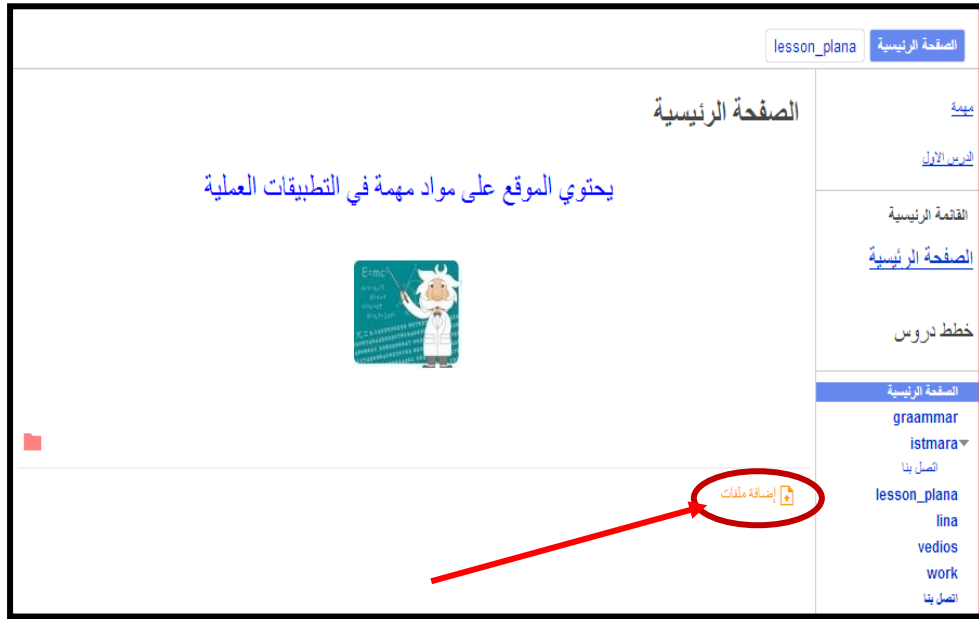 الصفحة الرئيسية
lesson_plana
مهمة
الدرس الاول
القائمة الرئيسية
الصفحة الرئيسية
خطط دروس
الصفحة الرئيسية
graammar
istmara
اتصل بنا
lesson_plana
lina
vedios
work
اتصل بنا
الصفحة الرئيسية
يحتوي الموقع على مواد مهمة في التطبيقات العملية
E=mc
إضافة ملفات